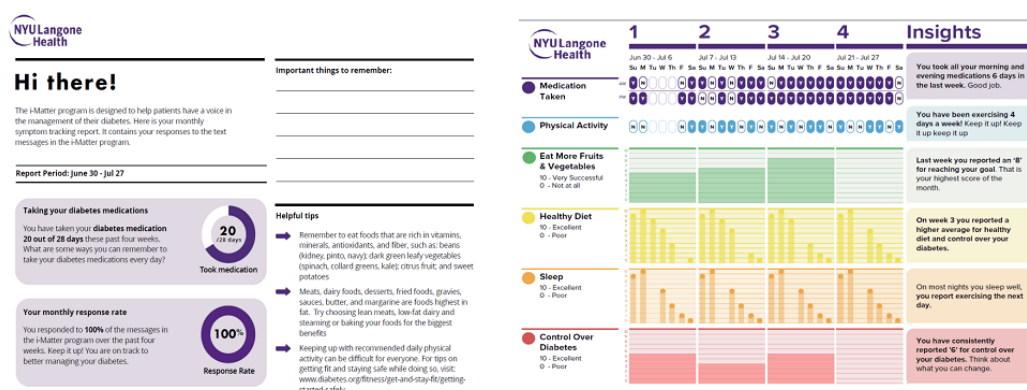 NYU Langone
Health
Hi there!
The i-Matter program is designed to help patients have a voice in
the management of their diabetes. Here is your monthly
symptom tracking report. It contains your responses to the text
messages in the i-Matter program.
Report Period: June 30 - Jul 27
Taking your diabetes medications
You have taken your diabetes medication
20 out of 28 days these past four weeks.
What are some ways you can remember to
take your diabetes medications every day?
20
/28 days
Took medication
Your monthly response rate
You responded to 100% of the messages in
the i-Matter program over the past four
weeks. Keep it up! You are on track to
better managing your diabetes.
100%
Response Rate
Important things to remember:
Helpful tips
Remember to eat foods that are rich in vitamins,
minerals, antioxidants, and fiber, such as: beans
(kidney, pinto, navy); dark green leafy vegetables
(spinach, collard greens, kale); citrus fruit; and sweet
potatoes
Meats, dairy foods, desserts, fried foods, gravies,
sauces, butter, and margarine are foods highest in
fat. Try choosing lean meats, low-fat dairy and
steaming or baking your foods for the biggest
benefits
Keeping up with recommended daily physical
activity can be difficult for everyone. For tips on
getting fit and staying safe while doing so, visit:
www.diabetes.org/fitness/get-and-stay-fit/getting-
started-safely
NYU Langone
Health
1 2 3 4 Insights
Jun 30 - Jul 6 Jul 7 - Jul 13 Jul 14 - Jul 20 Jul 21 - Jul 27
Su M Tu W Th F Sa Su M Tu W Th F Sa Su M Tu W Th F Sa Su M Tu W Th F Sa
Medication
Taken
AM
PM
You took all your morning and
evening medications 6 days in
the last week. Good job.
Physical Activity
You have been exercising 4
days a week! Keep it up! Keep
it up keep it up
Eat More Fruits
& Vegetables
10 - Very Successful
0 - Not at all
Last week you reported an '8'
for reaching your goal. That is
your highest score of the
month.
Healthy Diet
10 - Excellent
0 - Poor
On week 3 you reported a
higher average for healthy
diet and control over your
diabetes.
Sleep
10 - Excellent
0 - Poor
On most nights you sleep well,
you report exercising the next
day.
Control Over
Diabetes
10 - Excellent
0 - Poor
You have consistently
reported '6' for control over
your diabetes. Think about
what you can change.